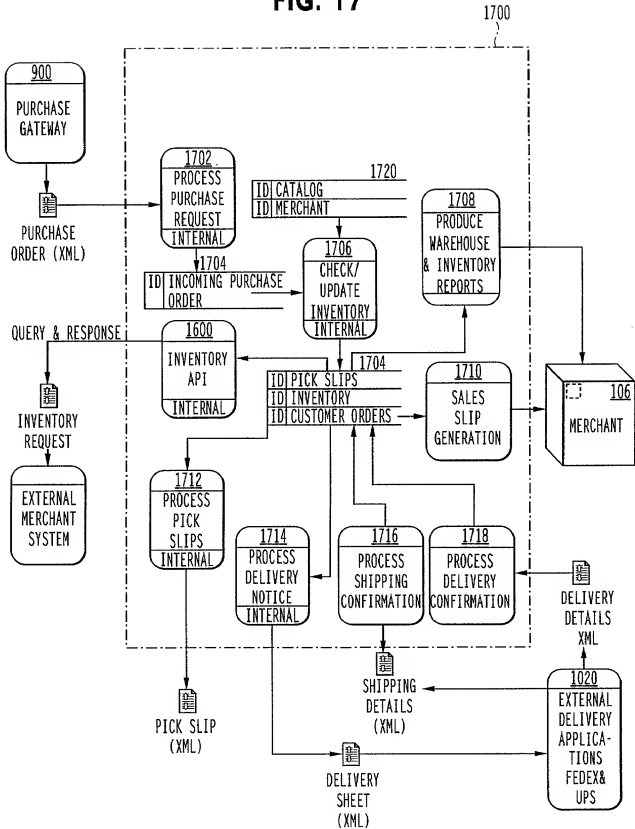 FIG. 17
1700
900
PURCHASE
GATEWAY
PURCHASE
ORDER (XML)
1702
PROCESS
PURCHASE
REQUEST
INTERNAL
1720
ID CATALOG
ID MERCHANT
1704
ID INCOMING PURCHASE
ORDER
1706
CHECK/
UPDATE
INVENTORY
INTERNAL
1708
PRODUCE
WAREHOUSE
& INVENTORY
REPORTS
QUERY & RESPONSE
1600
INVENTORY
API
INTERNAL
1704
ID PICK SLIPS
ID INVENTORY
ID CUSTOMER ORDERS
1710
SALES
SLIP
GENERATION
106
MERCHANT
INVENTORY
REQUEST
EXTERNAL
MERCHANT
SYSTEM
1712
PROCESS
PICK
SLIPS
INTERNAL
1714
PROCESS
DELIVERY
NOTICE
INTERNAL
1716
PROCESS
SHIPPING
CONFIRMATION
1718
PROCESS
DELIVERY
CONFIRMATION
DELIVERY
DETAILS
XML
PICK SLIP
(XML)
SHIPPING
DETAILS
(XML)
DELIVERY
SHEET
(XML)
1020
EXTERNAL
DELIVERY
APPLICA-
TIONS
FEDEX&
UPS